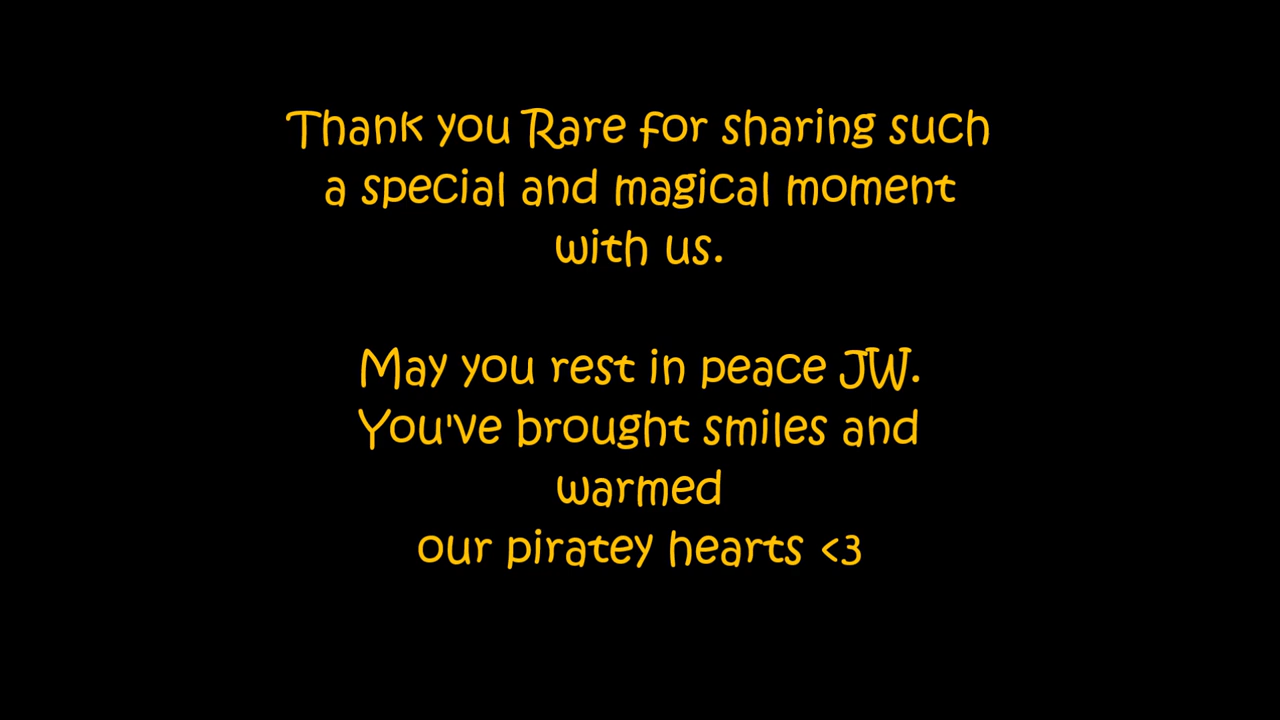 Thank you Rare for sharing such
a special and magical moment
with us.
May you rest in peace JW.
You've brought smiles and
warmed
our piratey hearts <3